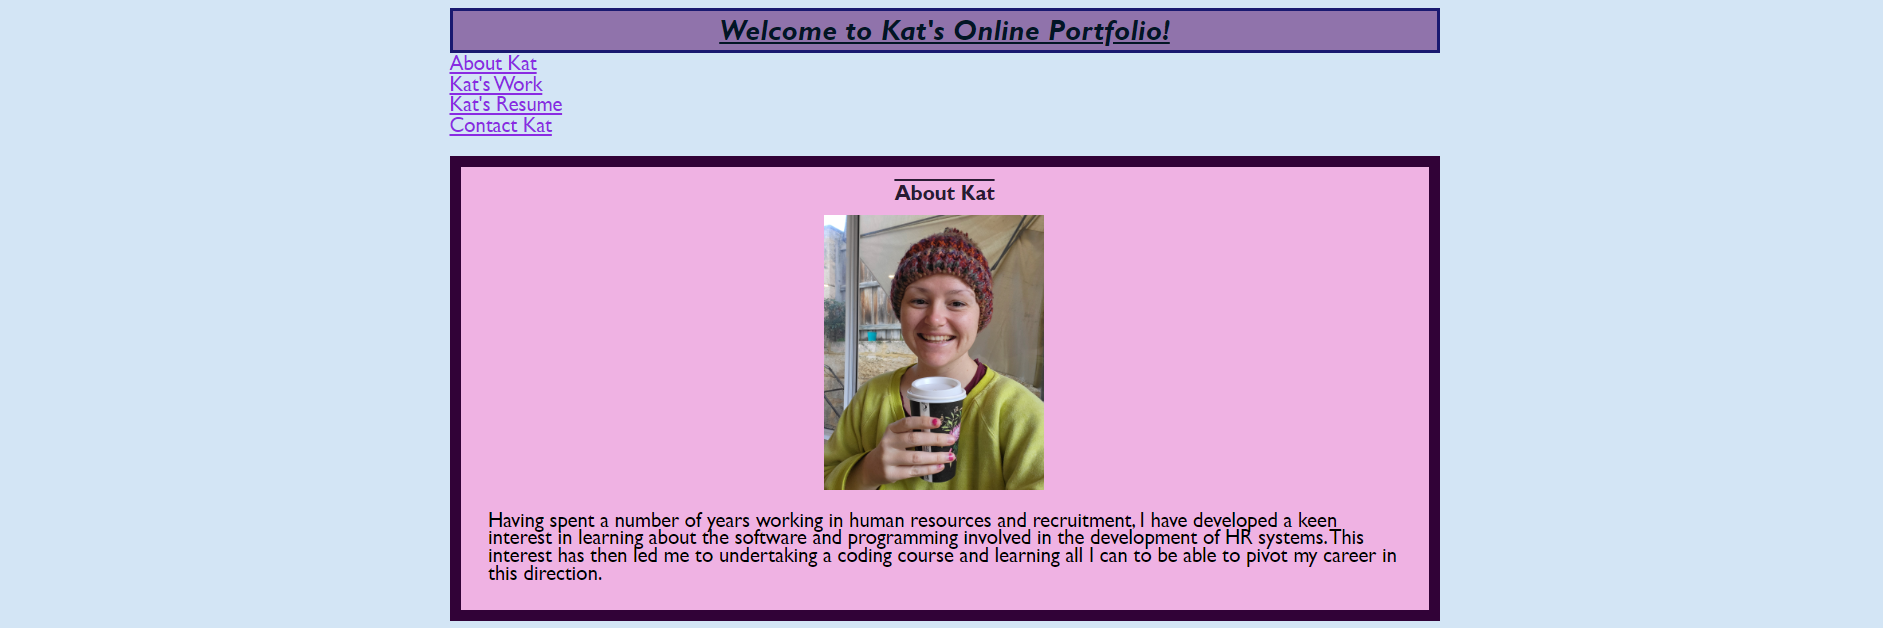 Welcome to Kat's Online Portfolio!
About Kat
Kat's Work
Kat's Resume
Contact Kat
About Kat
Having spent a number of years working in human resources and recruitment, I have developed a keen
interest in learning about the software and programming involved in the development of HR systems. This
interest has then led me to undertaking a coding course and learning all I can to be able to pivot my career in
this direction.